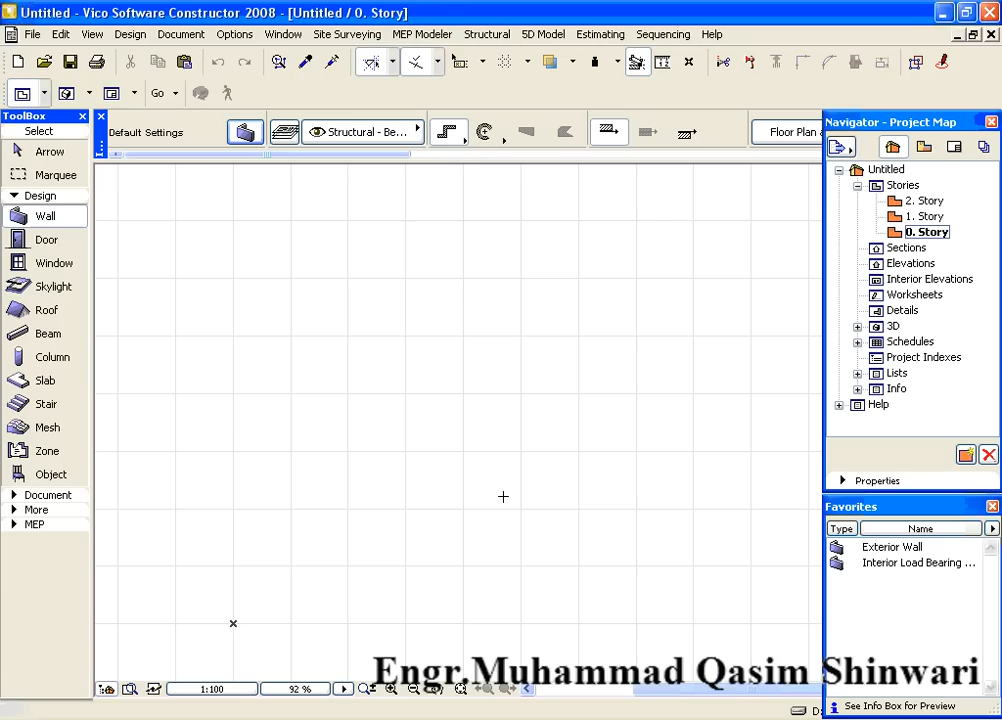 Untitled - Vico Software Constructor 2008 - [Untitled / 0. Story]
File Edit View Design Document Options Window Site Surveying MEP Modeler Structural 5D Model Estimating Sequencing Help
Go
ToolBox
Select
Arrow
Marquee
Design
Wall
Door
Window
Skylight
Roof
Beam
Column
Slab
Stair
Mesh
Zone
Object
Document
More
MEP
Default Settings
Structural - Be...
Floor Plan a
Navigator - Project Map
Untitled
Stories
2. Story
1. Story
0. Story
Sections
Elevations
Interior Elevations
Worksheets
Details
3D
Schedules
Project Indexes
Lists
Info
Help
Properties
Favorites
Type Name
Exterior Wall
Interior Load Bearing ...
See Info Box for Preview
1:100
92 %
Engr.Muhammad Qasim Shinwari